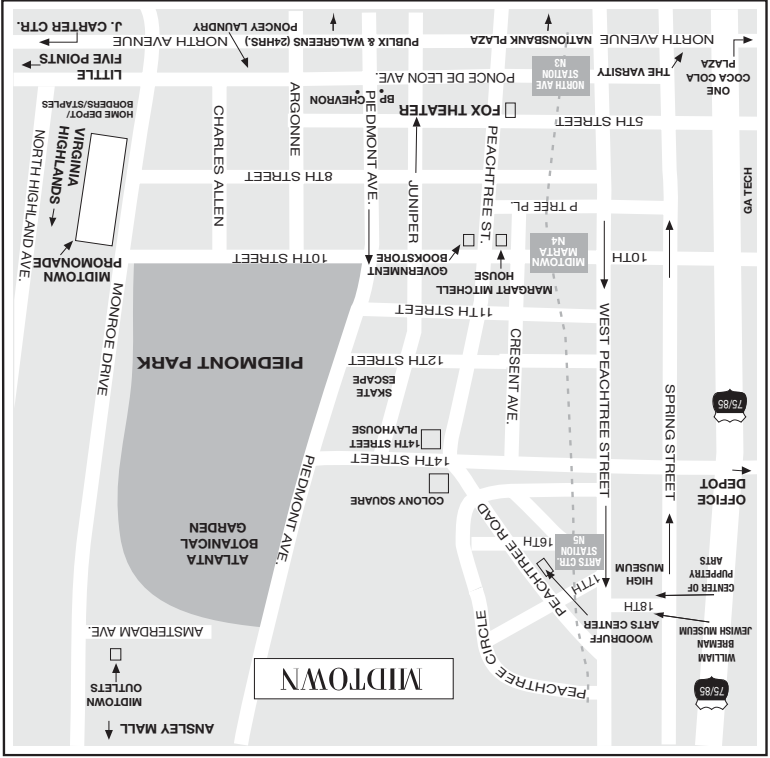 MIDTOWN
75/85
WILLIAM
BREMAN
JEWISH MUSEUM
CENTER OF
PUPPETRY
ARTS
18TH
WOODRUFF
ARTS CENTER
HIGH
MUSEUM
17TH
ARTS CTR.
STATION
N5
16TH
PEACHTREE CIRCLE
PEACHTREE ROAD
ANSLEY MALL
MIDTOWN
OUTLETS
AMSTERDAM AVE.
ATLANTA
BOTANICAL
GARDEN
PIEDMONT AVE.
OFFICE
DEPOT
75/85
SPRING STREET
WEST PEACHTREE STREET
COLONY SQUARE
14TH STREET
14TH STREET
PLAYHOUSE
CRESENT AVE.
SKATE
ESCAPE
12TH STREET
PIEDMONT PARK
11TH STREET
MONROE DRIVE
MARGART MITCHELL
HOUSE
10TH
MIDTOWN
MARTA
N4
GOVERNMENT
BOOKSTORE
10TH STREET
MIDTOWN
PROMONADE
P TREE PL.
GA TECH
PEACHTREE ST.
JUNIPER
PIEDMONT AVE.
8TH STREET
ARGONNE
CHARLES ALLEN
VIRGINIA
HIGHLANDS
NORTH HIGHLAND AVE.
HOME DEPOT/
BORDERS/STAPLES
5TH STREET
FOX THEATER
BP
CHEVRON
ONE
COCA COLA
PLAZA
THE VARSITY
NORTH AVE
STATION
N3
PONCE DE LEON AVE.
LITTLE
FIVE POINTS
NORTH AVENUE
NATIONSBANK PLAZA
PUBLIX & WALGREENS (24HRS.)
NORTH AVENUE
PONCEY LAUNDRY
J. CARTER CTR.